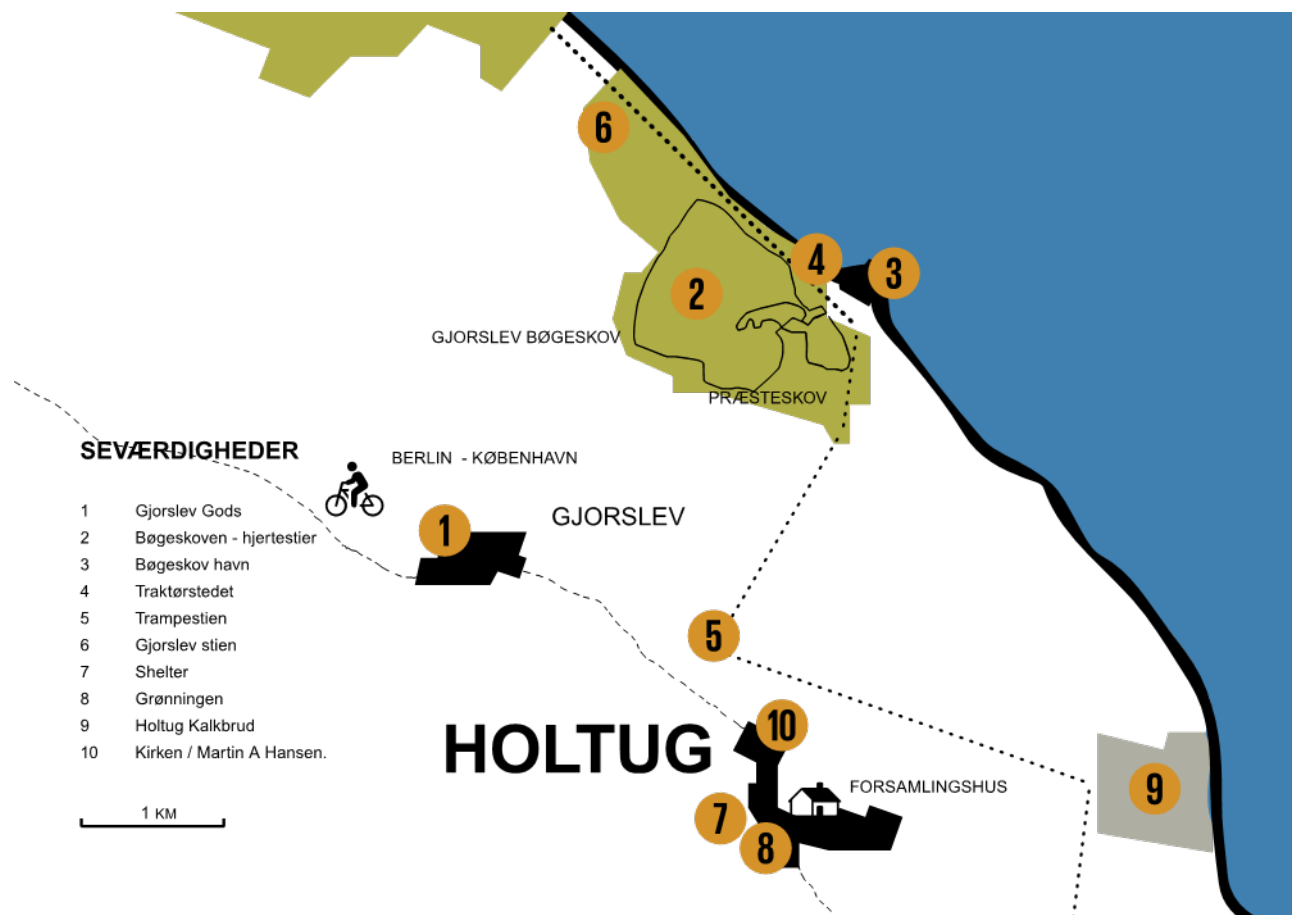 6
4
3
2
GJORSLEV BØGESKOV
PRÆSTESKOV
SEVÆRDIGHEDER
BERLIN - KØBENHAVN
1
GJORSLEV
1 Gjorslev Gods
2 Bøgeskoven - hjertestier
3 Bøgeskov havn
4 Traktørstedet
5 Trampestien
6 Gjorslev stien
7 Shelter
8 Grønningen
9 Holtug Kalkbrud
10 Kirken / Martin A Hansen.
1 KM
5
10
HOLTUG
FORSAMLINGSHUS
9
7
8